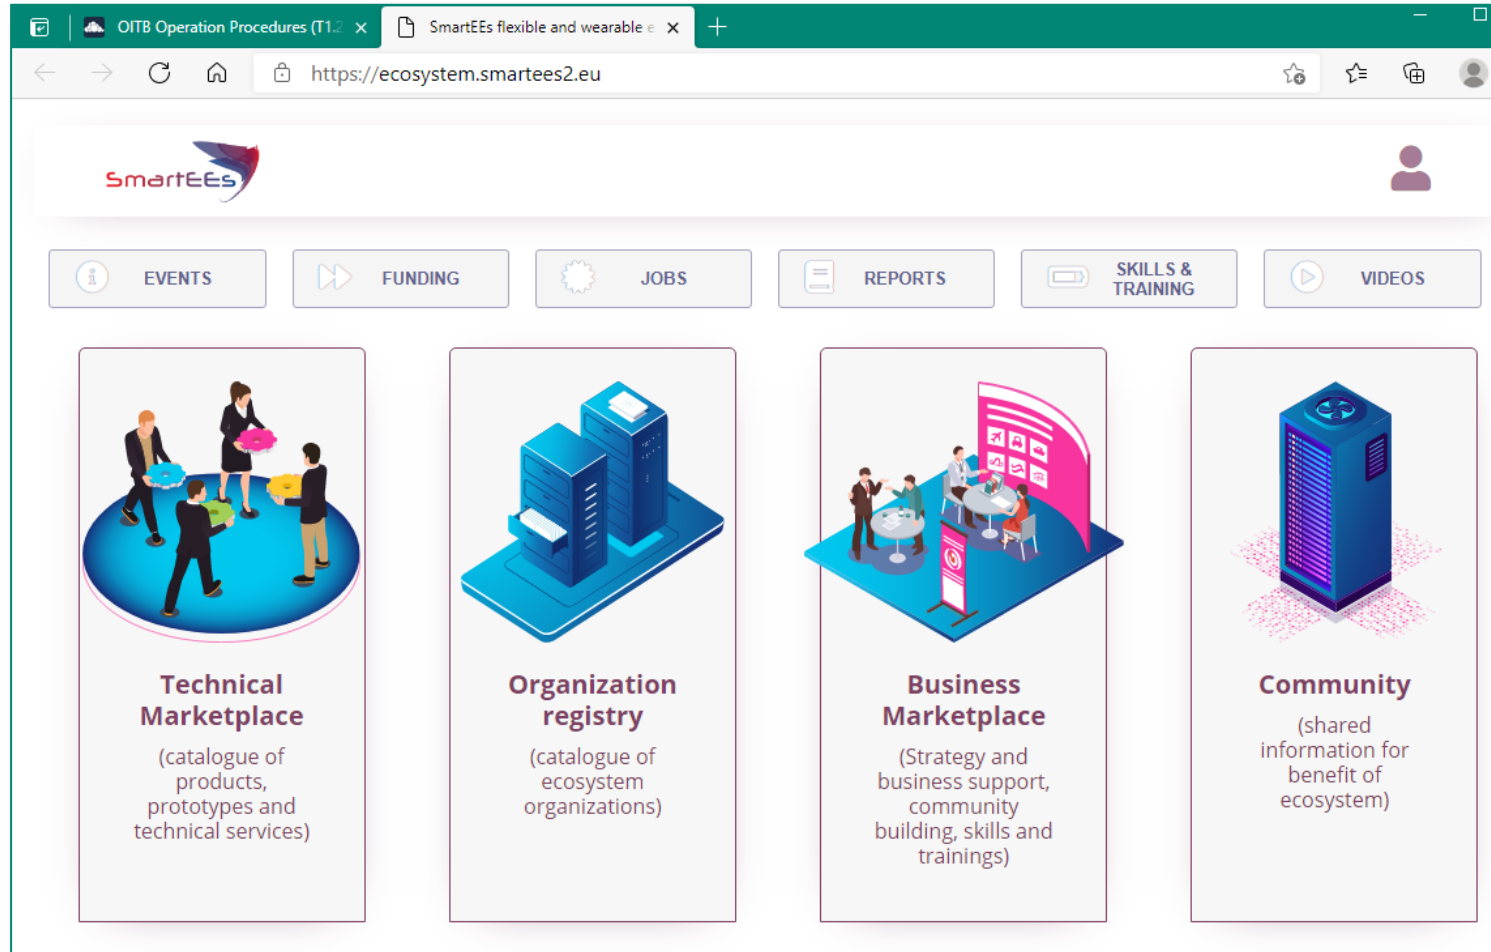 OITB Operation Procedures (T1.2
SmartEEs flexible and wearable e
https://ecosystem.smartees2.eu
SmartEEs
EVENTS
FUNDING
JOBS
REPORTS
SKILLS &
TRAINING
VIDEOS
Technical
Marketplace
(catalogue of
products,
prototypes and
technical services)
Organization
registry
(catalogue of
ecosystem
organizations)
Business
Marketplace
(Strategy and
business support,
community
building, skills and
trainings)
Community
(shared
information for
benefit of
ecosystem)